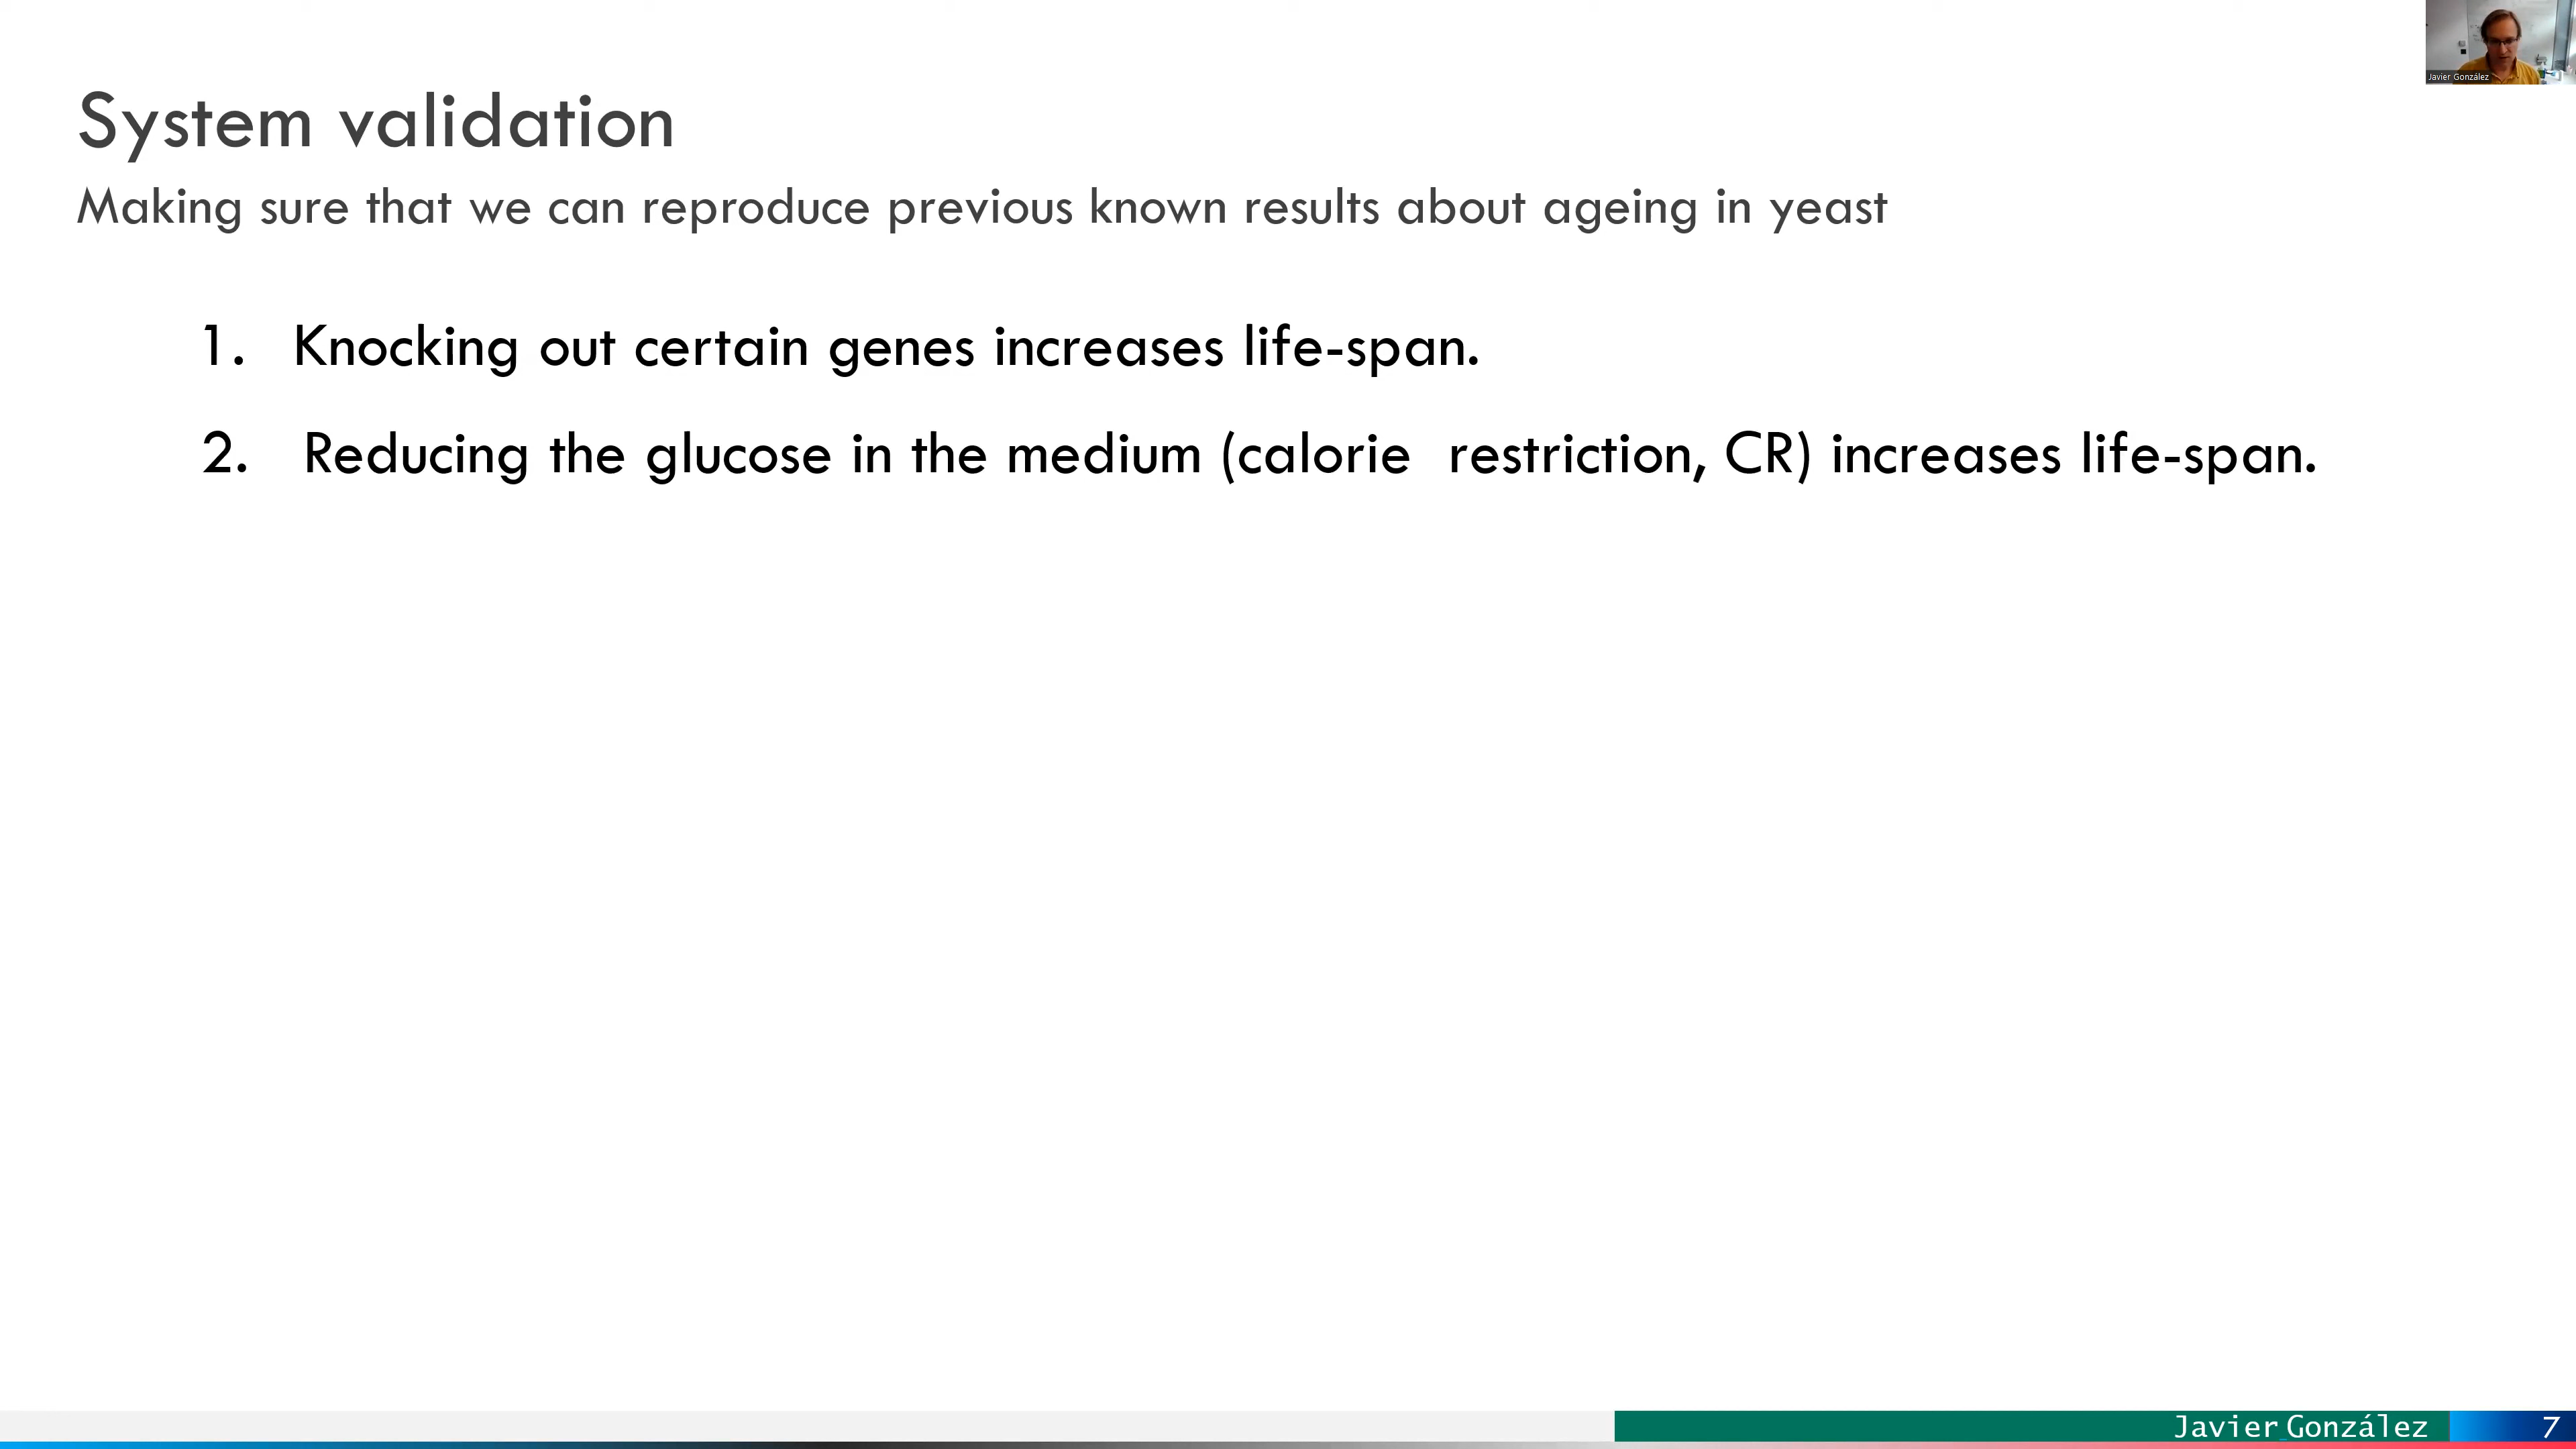 Javier González
System validation
Making sure that we can reproduce previous known results about ageing in yeast
1. Knocking out certain genes increases life-span.
2. Reducing the glucose in the medium (calorie restriction, CR) increases life-span.
Javier González 7